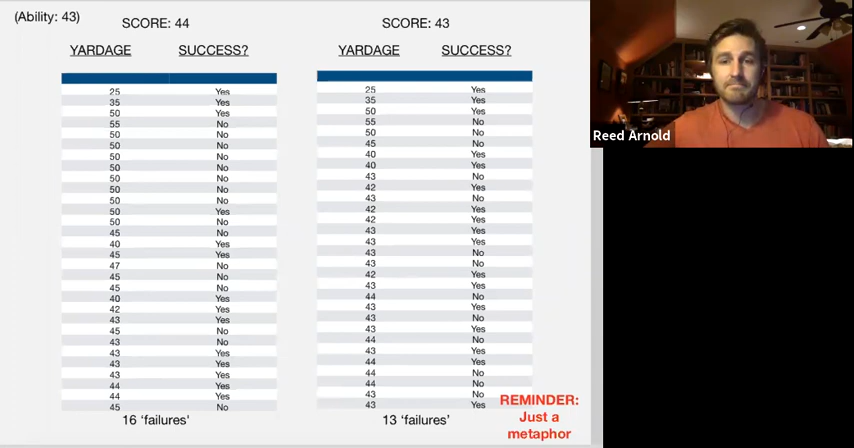 (Ability: 43)
SCORE: 44
YARDAGE SUCCESS?
25 Yes
35 Yes
50 Yes
55 No
50 No
50 No
50 No
50 No
50 No
50 No
50 No
50 Yes
50 No
45 No
40 Yes
45 Yes
47 No
45 No
45 No
40 Yes
42 Yes
43 Yes
45 No
43 No
43 Yes
43 Yes
43 Yes
44 Yes
44 Yes
45 No
16 'failures'
SCORE: 43
YARDAGE SUCCESS?
25 Yes
35 Yes
50 Yes
55 No
50 No
45 No
40 Yes
40 Yes
43 No
42 Yes
43 No
42 Yes
42 Yes
43 Yes
43 Yes
43 No
43 No
42 Yes
43 Yes
44 No
43 Yes
43 No
43 Yes
44 No
43 Yes
44 Yes
44 No
44 No
43 No
43 Yes
13 'failures'
REMINDER:
Just a
metaphor
Reed Arnold